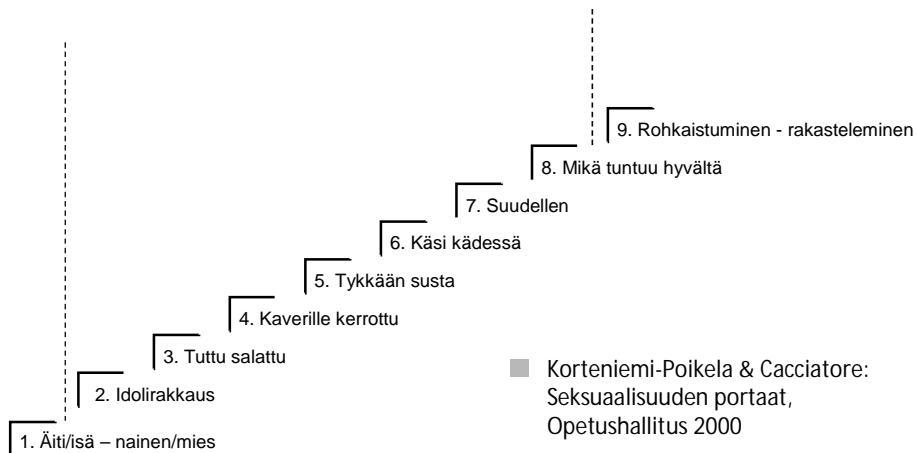 9. Rohkaistuminen - rakasteleminen
8. Mikä tuntuu hyvältä
7. Suudellen
6. Käsi kädessä
5. Tykkään susta
4. Kaverille kerrottu
3. Tuttu salattu
2. Idolirakkaus
1. Äiti/isä – nainen/mies
Korteniemi-Poikela & Cacciatore:
Seksuaalisuuden portaat,
Opetushallitus 2000